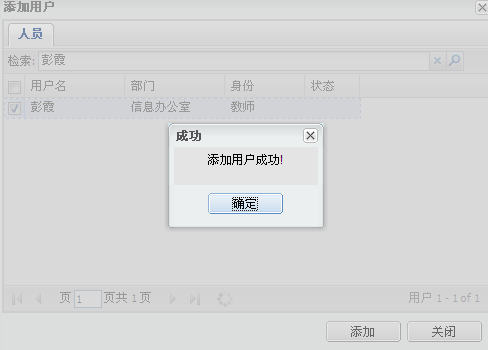 添加用户
人员
检索: 彭霞
用户名 部门 身份 状态
彭霞 信息办公室 教师
成功
添加用户成功!
确定
页 1 页共 1 页 用户 1 - 1 of 1
添加 关闭